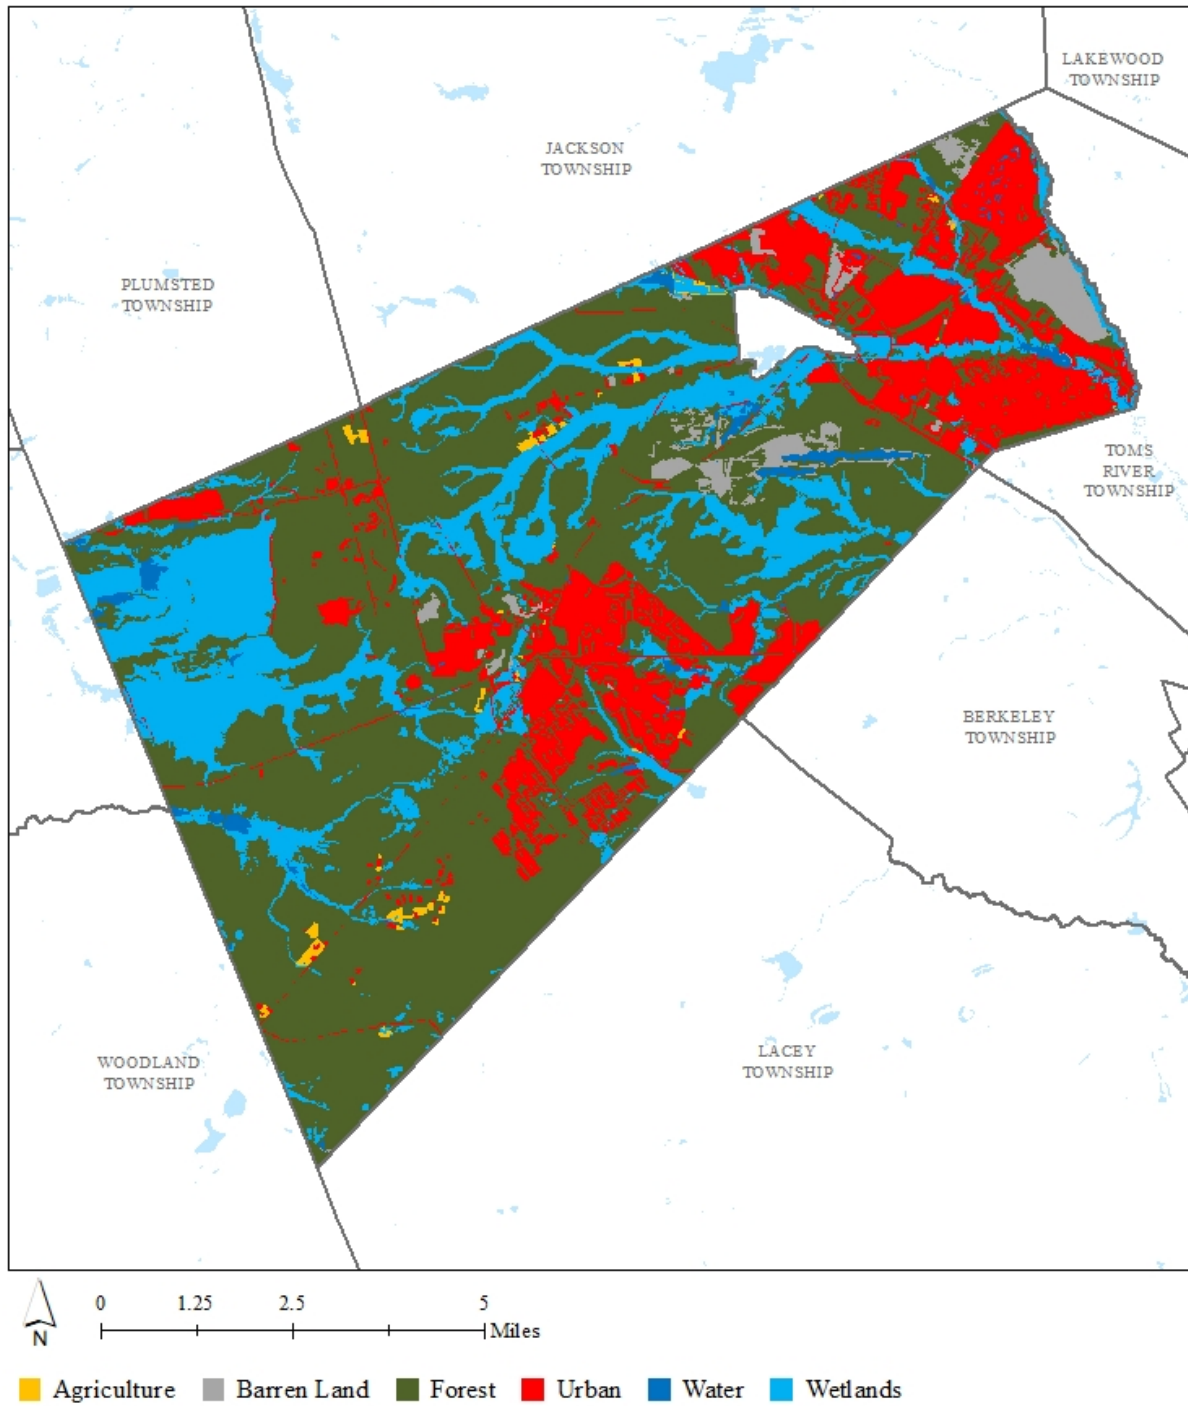 LAKEWOOD
TOWNSHIP
JACKSON
TOWNSHIP
PLUMSTED
TOWNSHIP
TOMS
RIVER
TOWNSHIP
BERKELEY
TOWNSHIP
WOODLAND
TOWNSHIP
LACEY
TOWNSHIP
N
0 1.25 2.5 5
Miles
Agriculture Barren Land Forest Urban Water Wetlands